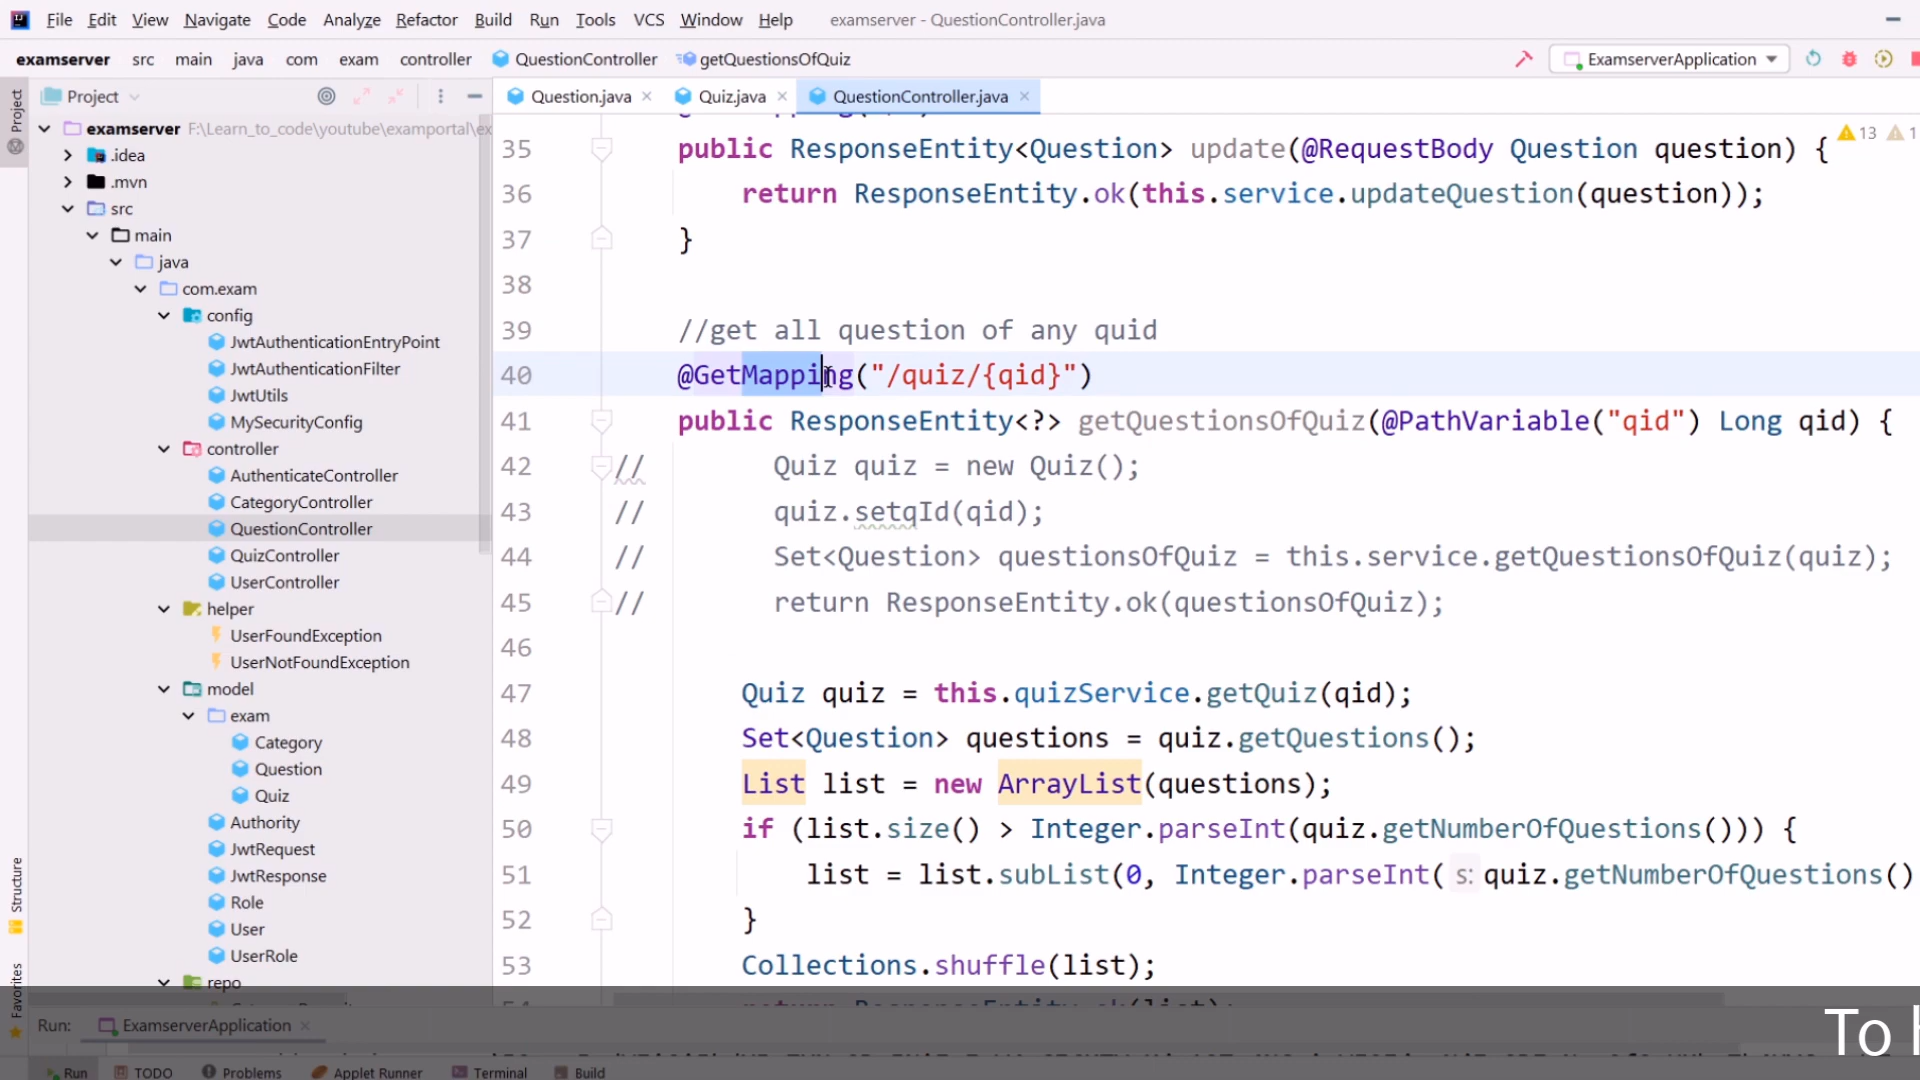 File Edit View Navigate Code Analyze Refactor Build Run Tools VCS Window Help examserver - QuestionController.java
examserver src main java com exam controller QuestionController getQuestionsOfQuiz ExamserverApplication
Project Question.java Quiz.java QuestionController.java
Project
examserver F:\Learn_to_code\youtube\examportal\ex
.idea
.mvn
src
main
java
com.exam
config
JwtAuthenticationEntryPoint
JwtAuthenticationFilter
JwtUtils
MySecurityConfig
controller
AuthenticateController
CategoryController
QuestionController
QuizController
UserController
helper
UserFoundException
UserNotFoundException
model
exam
Category
Question
Quiz
Authority
JwtRequest
JwtResponse
Role
User
UserRole
repo
Structure
Favorites
13 1
35 public ResponseEntity<Question> update(@RequestBody Question question) {
36 return ResponseEntity.ok(this.service.updateQuestion(question));
37 }
38
39 //get all question of any quid
40 @GetMapping("/quiz/{qid}")
41 public ResponseEntity<?> getQuestionsOfQuiz(@PathVariable("qid") Long qid) {
42 // Quiz quiz = new Quiz();
43 // quiz.setqId(qid);
44 // Set<Question> questionsOfQuiz = this.service.getQuestionsOfQuiz(quiz);
45 // return ResponseEntity.ok(questionsOfQuiz);
46
47 Quiz quiz = this.quizService.getQuiz(qid);
48 Set<Question> questions = quiz.getQuestions();
49 List list = new ArrayList(questions);
50 if (list.size() > Integer.parseInt(quiz.getNumberOfQuestions())) {
51 list = list.subList(0, Integer.parseInt( s: quiz.getNumberOfQuestions()
52 }
53 Collections.shuffle(list);
Run: ExamserverApplication
To
Run TODO Problems Applet Runner Terminal Build